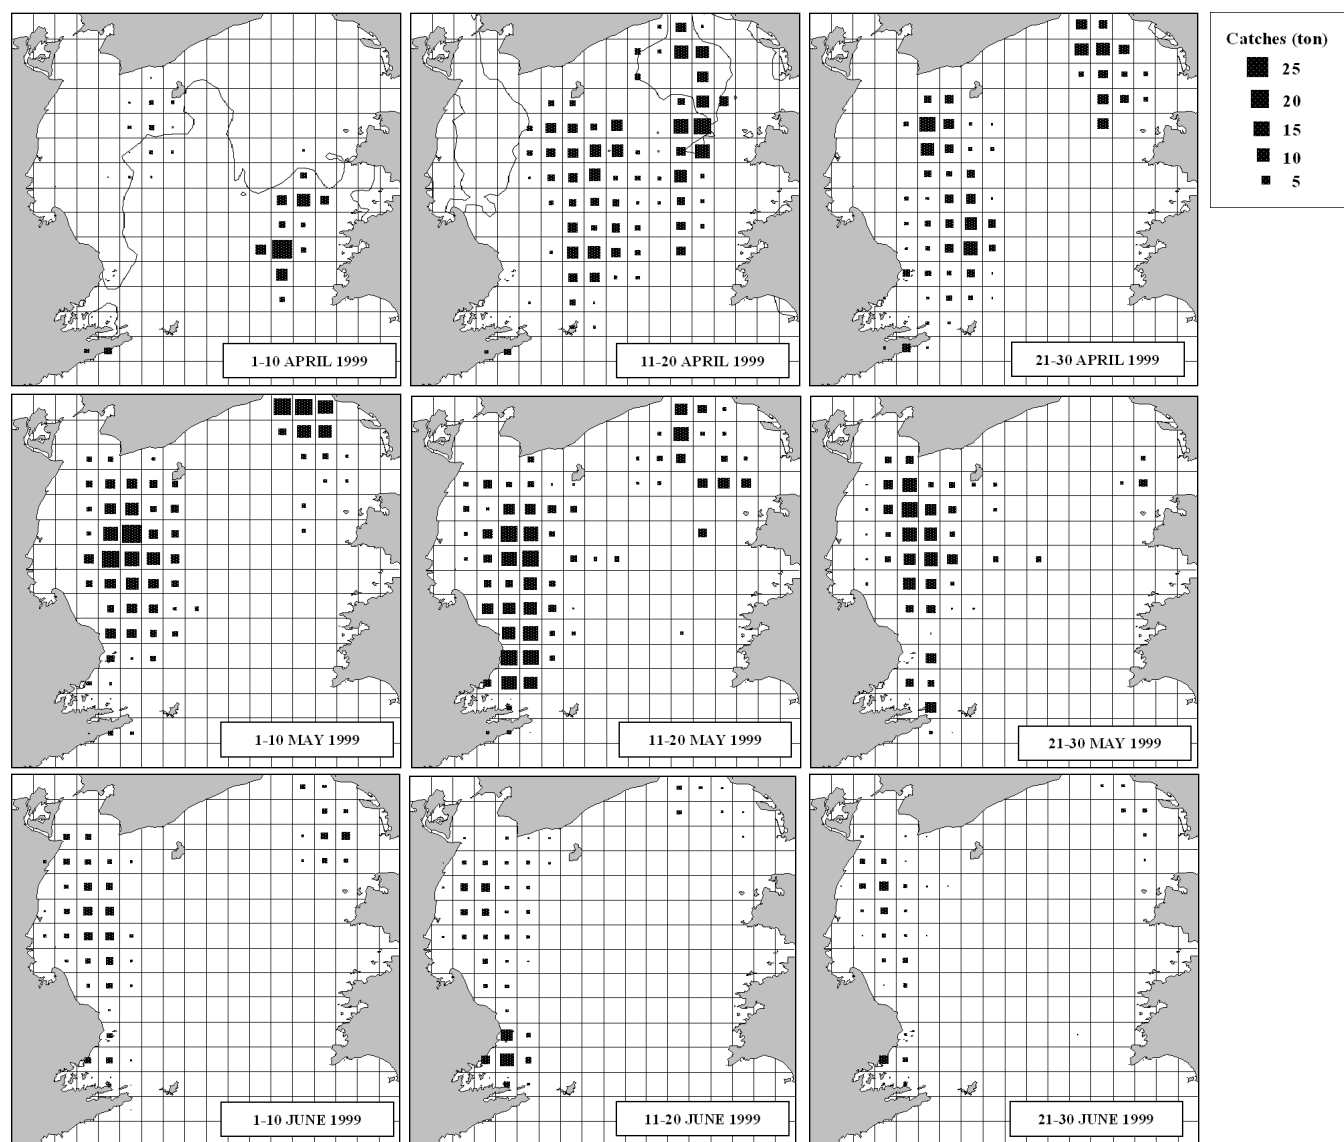 Catches (ton)
25
20
15
10
5
1-10 APRIL 1999
11-20 APRIL 1999
21-30 APRIL 1999
1-10 MAY 1999
11-20 MAY 1999
21-30 MAY 1999
1-10 JUNE 1999
11-20 JUNE 1999
21-30 JUNE 1999